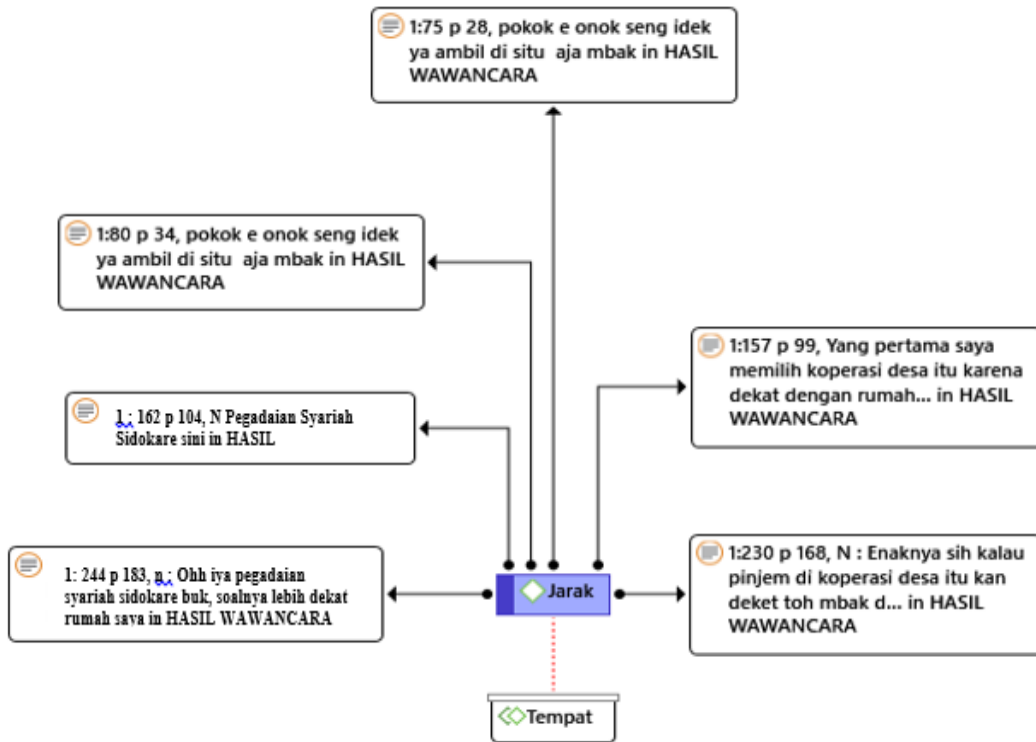 1:75 p 28, pokok e onok seng idek
ya ambil di situ aja mbak in HASIL
WAWANCARA
1:80 p 34, pokok e onok seng idek
ya ambil di situ aja mbak in HASIL
WAWANCARA
1:157 p 99, Yang pertama saya
memilih koperasi desa itu karena
dekat dengan rumah... in HASIL
WAWANCARA
1 : 162 p 104, N Pegadaian Syariah
Sidokare sini in HASIL
1: 244 p 183, n : Ohh iya pegadaian
syariah sidokare buk, soalnya lebih dekat
rumah saya in HASIL WAWANCARA
1:230 p 168, N : Enaknya sih kalau
pinjem di koperasi desa itu kan
deket toh mbak d... in HASIL
WAWANCARA
Jarak
Tempat